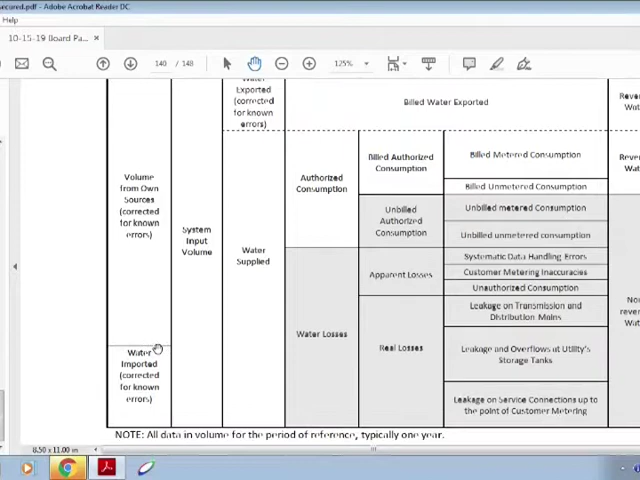 secured.pdf - Adobe Acrobat Reader DC
Help
10-15-19 Board Pa... ×
140 / 148
125%
Water
Exported
(corrected
for known
errors)
Billed Water Exported
Volume
from Own
Sources
(corrected
for known
errors)
System
Input
Volume
Water
Supplied
Authorized
Consumption
Billed Authorized
Consumption
Billed Metered Consumption
Billed Unmetered Consumption
Unbilled
Authorized
Consumption
Unbilled metered Consumption
Unbilled unmetered consumption
Water Losses
Apparent Losses
Systematic Data Handling Errors
Customer Metering Inaccuracies
Unauthorized Consumption
Real Losses
Leakage on Transmission and
Distribution Mains
Leakage and Overflows at Utility's
Storage Tanks
Leakage on Service Connections up to
the point of Customer Metering
Water
Imported
(corrected
for known
errors)
NOTE: All data in volume for the period of reference, typically one year.
8.50 x 11.00 in